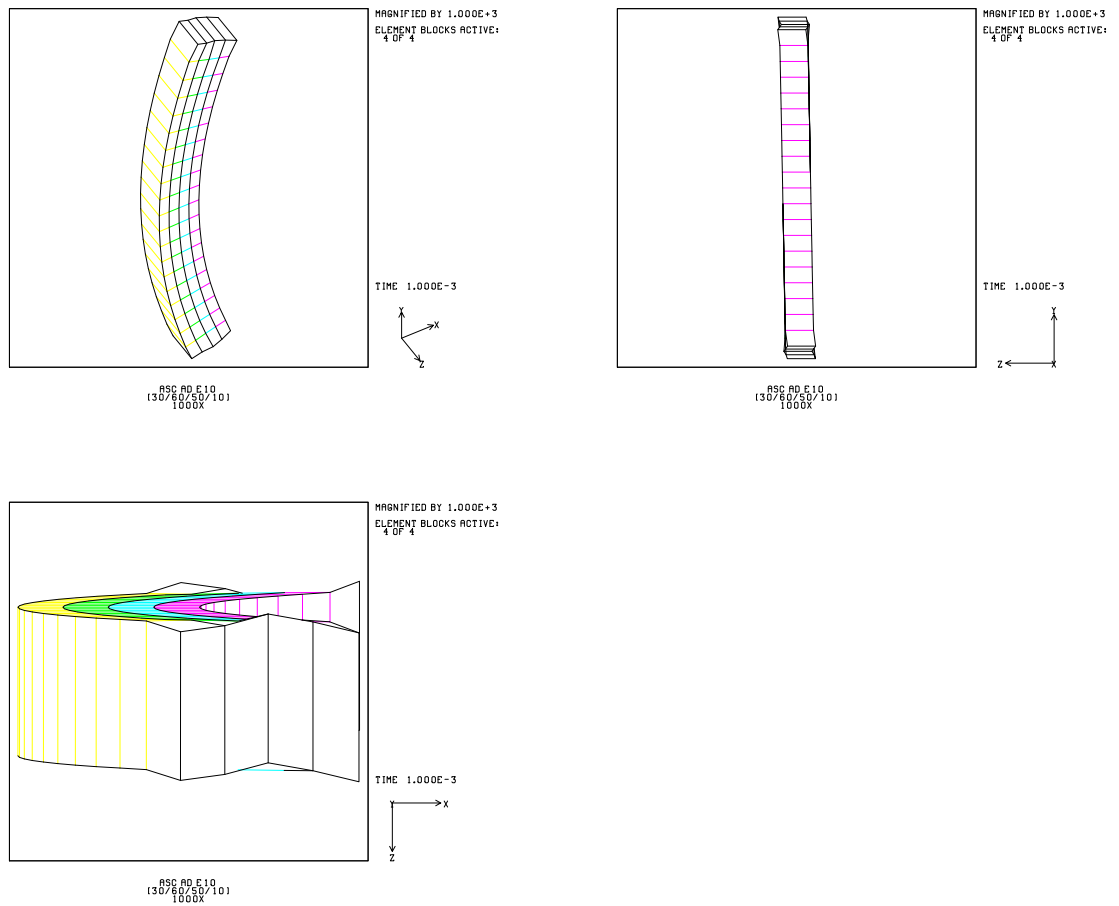 MAGNIFIED BY 1.000E+3
ELEMENT BLOCKS ACTIVE:
4 OF 4
TIME 1.000E-3
Y
X
Z
ASC AD E10
[30/60/50/10]
1000X
MAGNIFIED BY 1.000E+3
ELEMENT BLOCKS ACTIVE:
4 OF 4
TIME 1.000E-3
Y
Z
X
ASC AD E10
[30/60/50/10]
1000X
MAGNIFIED BY 1.000E+3
ELEMENT BLOCKS ACTIVE:
4 OF 4
TIME 1.000E-3
Y
X
Z
ASC AD E10
[30/60/50/10]
1000X